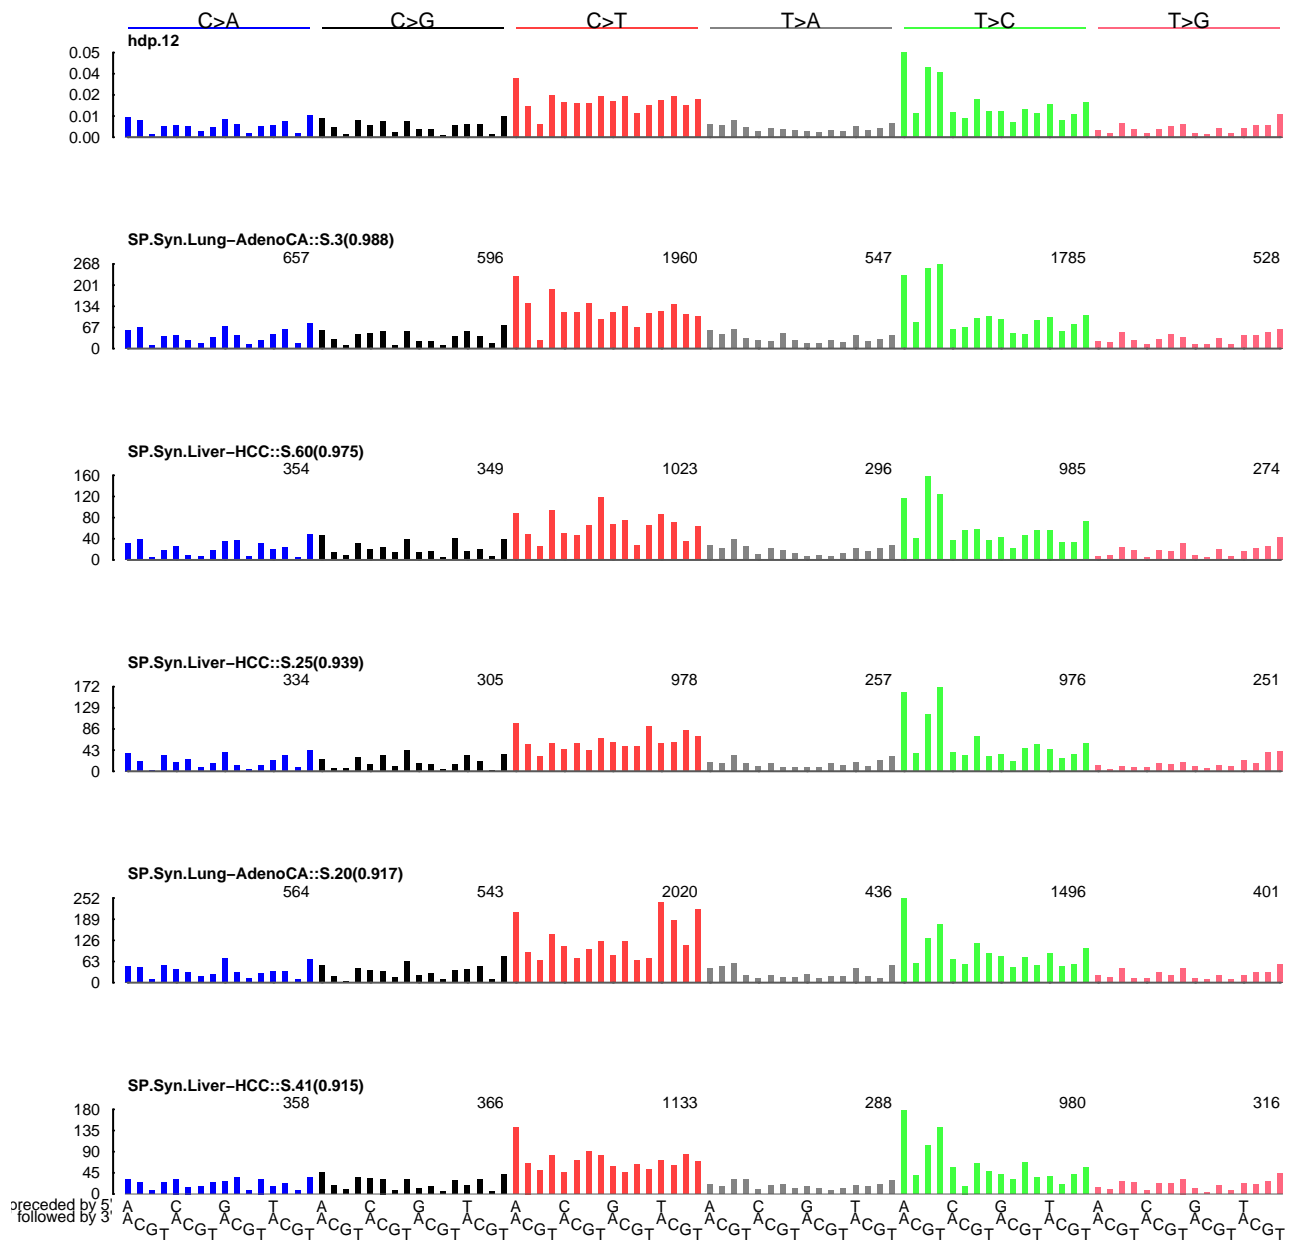 C>A C>G C>T T>A T>C T>G
hdp.12
0.05
0.04
0.02
0.01
0.00
SP.Syn.Lung−AdenoCA::S.3(0.988)
657 596 1960 547 1785 528
268
201
134
67
0
SP.Syn.Liver−HCC::S.60(0.975)
354 349 1023 296 985 274
160
120
80
40
0
SP.Syn.Liver−HCC::S.25(0.939)
334 305 978 257 976 251
172
129
86
43
0
SP.Syn.Lung−AdenoCA::S.20(0.917)
564 543 2020 436 1496 401
252
189
126
63
0
SP.Syn.Liver−HCC::S.41(0.915)
358 366 1133 288 980 316
180
135
90
45
0
preceded by 5' A C G T A C G T A C G T A C G T A C G T A C G T
followed by 3' A C G T A C G T A C G T A C G T A C G T A C G T A C G T A C G T A C G T A C G T A C G T A C G T A C G T A C G T A C G T A C G T A C G T A C G T A C G T A C G T A C G T A C G T A C G T A C G T